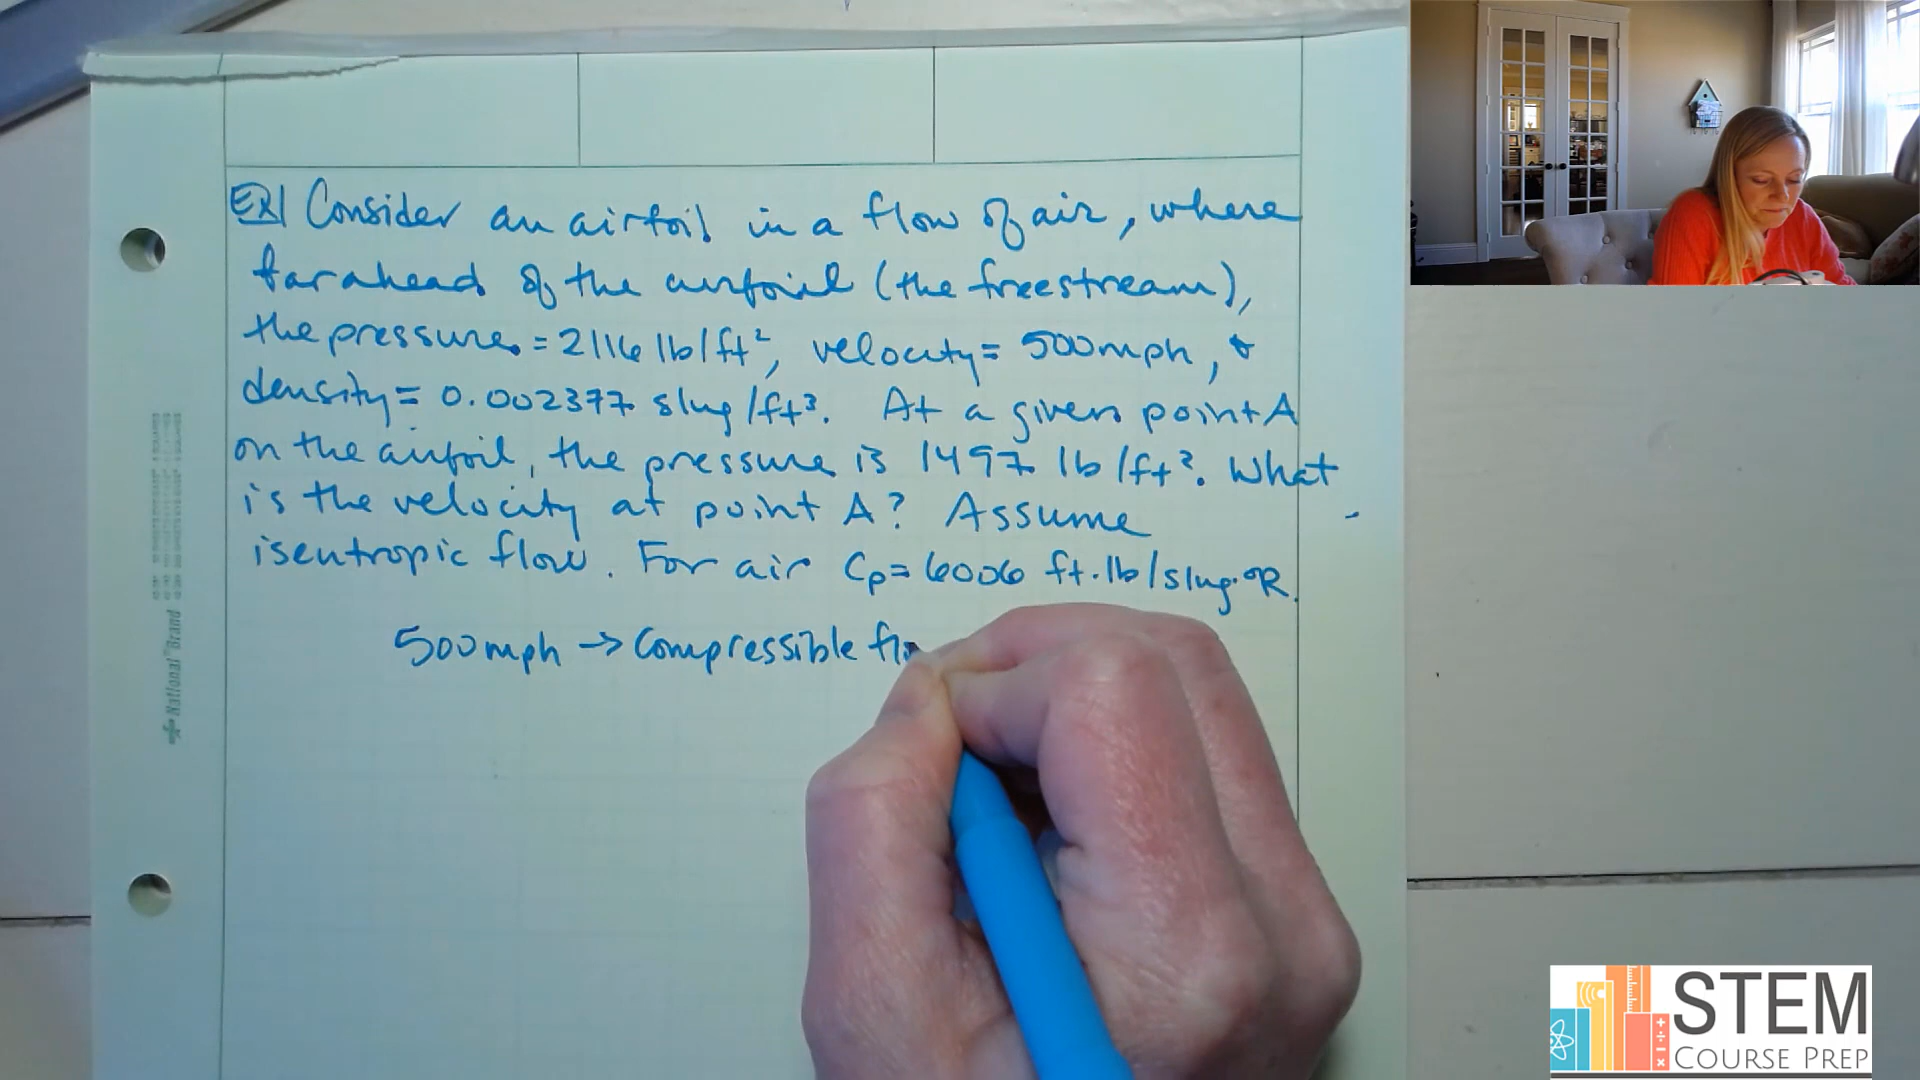 EX1 Consider an airfoil in a flow of air, where
far ahead of the airfoil (the freestream),
the pressure = 2116 lb/ft², velocity = 500mph, &
density = 0.002377 slug/ft³. At a given point A
on the airfoil, the pressure is 1497 lb/ft². What
is the velocity at point A? Assume
isentropic flow. For air Cp = 6006 ft·lb/slug·°R.
500mph → Compressible flo
National® Brand
STEM
COURSE PREP